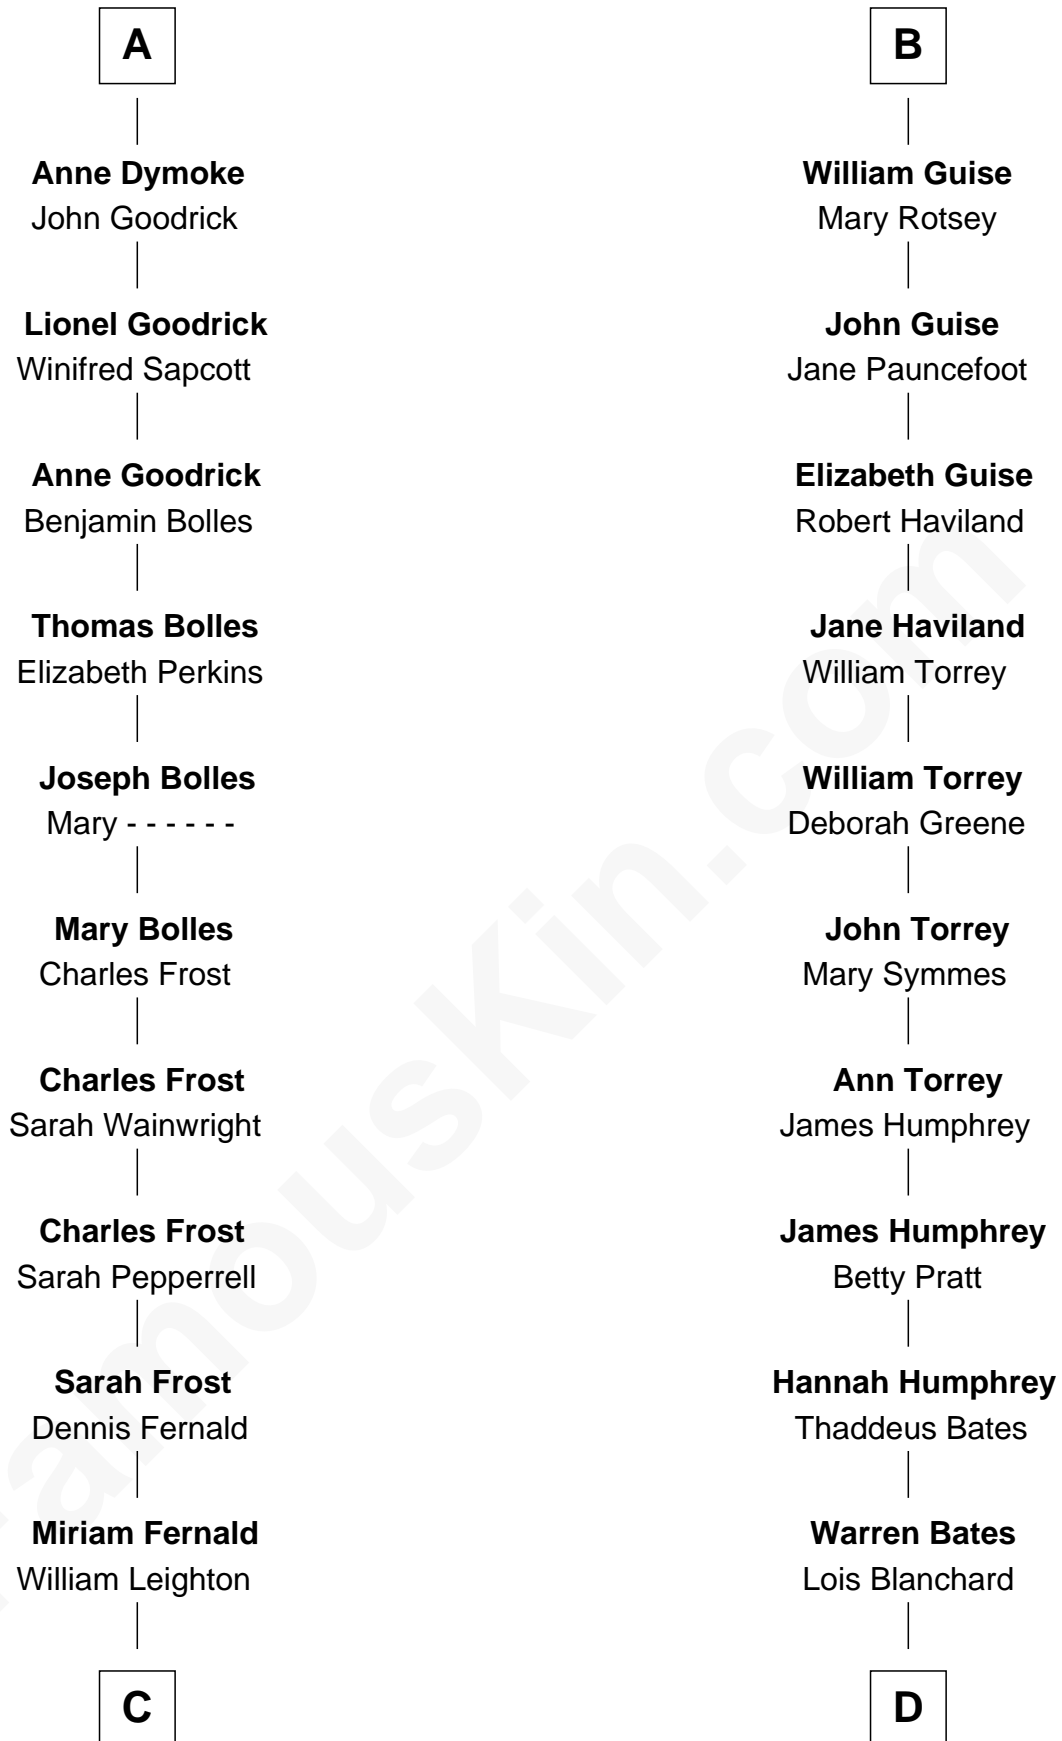 A
Anne Dymoke
John Goodrick
Lionel Goodrick
Winifred Sapcott
Anne Goodrick
Benjamin Bolles
Thomas Bolles
Elizabeth Perkins
Joseph Bolles
Mary - - - - - -
Mary Bolles
Charles Frost
Charles Frost
Sarah Wainwright
Charles Frost
Sarah Pepperrell
Sarah Frost
Dennis Fernald
Miriam Fernald
William Leighton
C
B
William Guise
Mary Rotsey
John Guise
Jane Pauncefoot
Elizabeth Guise
Robert Haviland
Jane Haviland
William Torrey
William Torrey
Deborah Greene
John Torrey
Mary Symmes
Ann Torrey
James Humphrey
James Humphrey
Betty Pratt
Hannah Humphrey
Thaddeus Bates
Warren Bates
Lois Blanchard
D
FamousKin.com